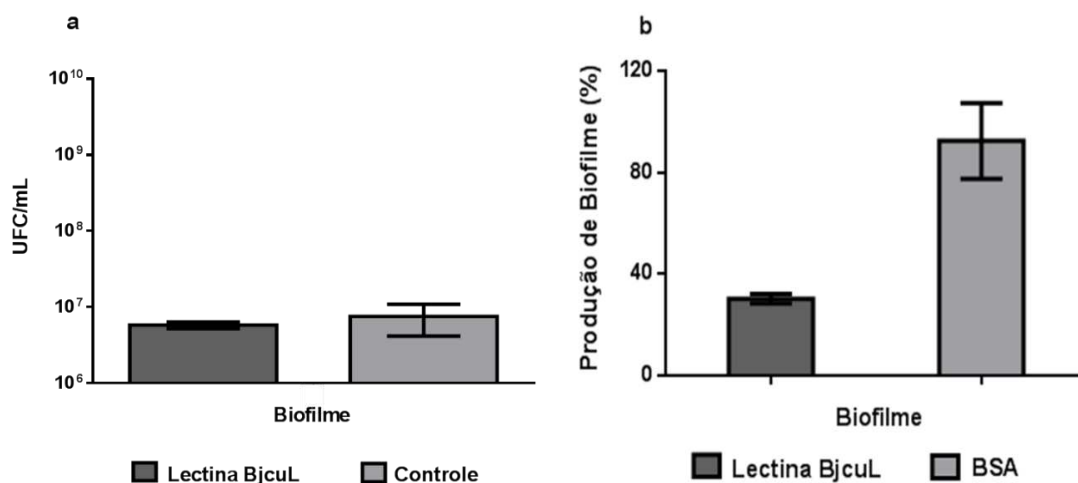 a
UFC/mL
10¹⁰
10⁹
10⁸
10⁷
10⁶
Biofilme
Lectina BjcuL
Controle
b
Produção de Biofilme (%)
120
80
40
0
Biofilme
Lectina BjcuL
BSA